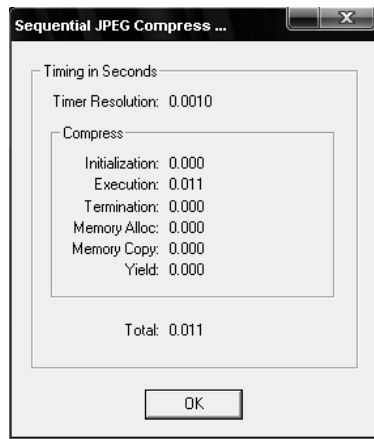 Sequential JPEG Compress ...
Timing in Seconds
Timer Resolution: 0.0010
Compress
Initialization: 0.000
Execution: 0.011
Termination: 0.000
Memory Alloc: 0.000
Memory Copy: 0.000
Yield: 0.000
Total: 0.011
OK